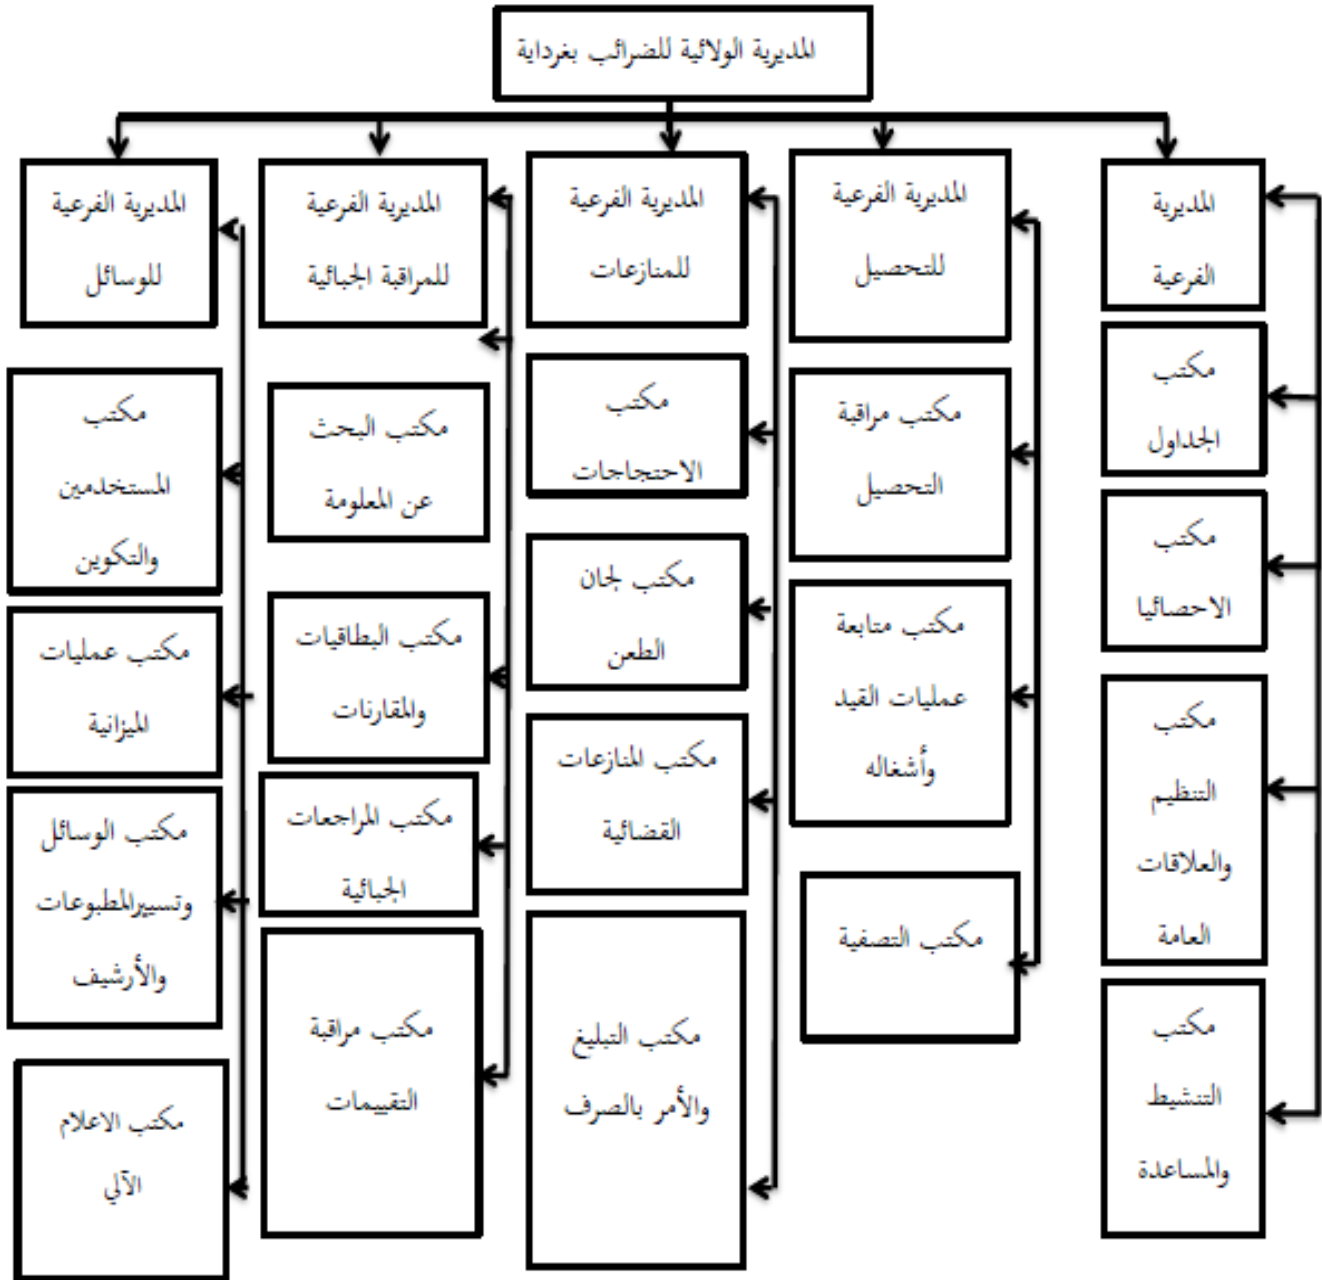 المديرية الولائية للضرائب بغرداية
المديرية
الفرعية
مكتب
الجداول
مكتب
الاحصائيا
مكتب
التنظيم
والعلاقات
العامة
مكتب
التنشيط
والمساعدة
المديرية الفرعية
للتحصيل
مكتب مراقبة
التحصيل
مكتب متابعة
عمليات القيد
وأشغاله
مكتب التصفية
المديرية الفرعية
للمنازعات
مكتب
الاحتجاجات
مكتب لجان
الطعن
مكتب المنازعات
القضائية
مكتب التبليغ
والأمر بالصرف
المديرية الفرعية
للمراقبة الجبائية
مكتب البحث
عن المعلومة
مكتب البطاقيات
والمقارنات
مكتب المراجعات
الجبائية
مكتب مراقبة
التقييمات
المديرية الفرعية
للوسائل
مكتب
المستخدمين
والتكوين
مكتب عمليات
الميزانية
مكتب الوسائل
وتسييرالمطبوعات
والأرشيف
مكتب الاعلام
الآلي